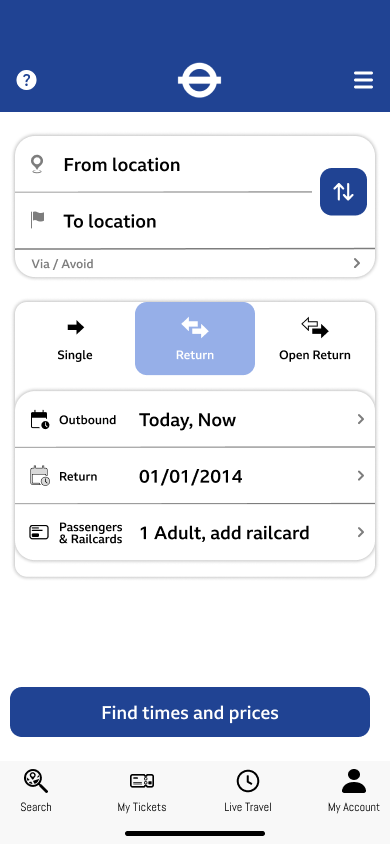 ?
From location
To location
Via / Avoid
Single
Return
Open Return
Outbound
Today, Now
Return
01/01/2014
Passengers
& Railcards
1 Adult, add railcard
Find times and prices
Search
My Tickets
Live Travel
My Account